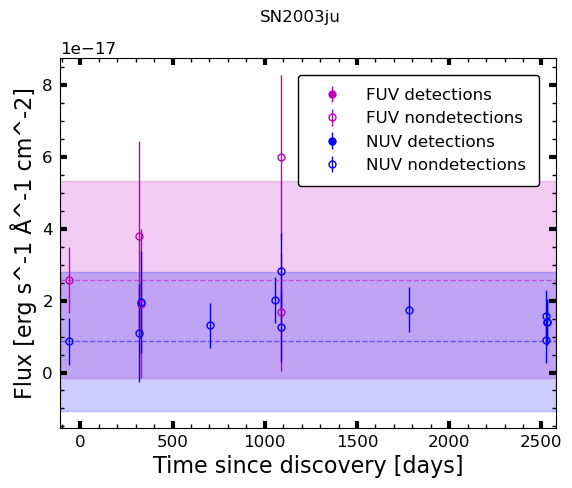 SN2003ju
1e−17
FUV detections
FUV nondetections
NUV detections
NUV nondetections
8
6
4
2
0
Flux [erg s^-1 Å^-1 cm^-2]
0 500 1000 1500 2000 2500
Time since discovery [days]